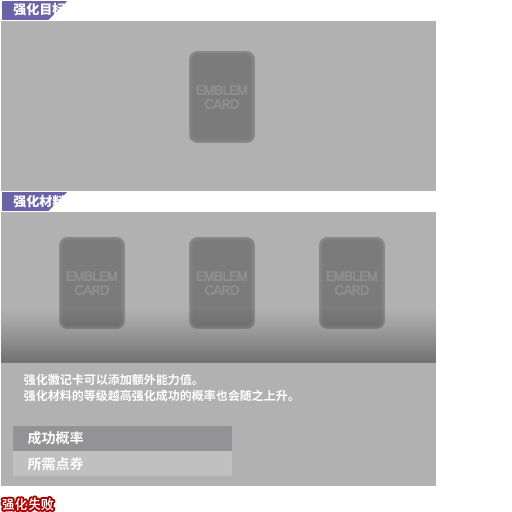 强化目标
EMBLEM
CARD
强化材料
EMBLEM
CARD
EMBLEM
CARD
EMBLEM
CARD
强化徽记卡可以添加额外能力值。
强化材料的等级越高强化成功的概率也会随之上升。
成功概率
所需点券
强化失败